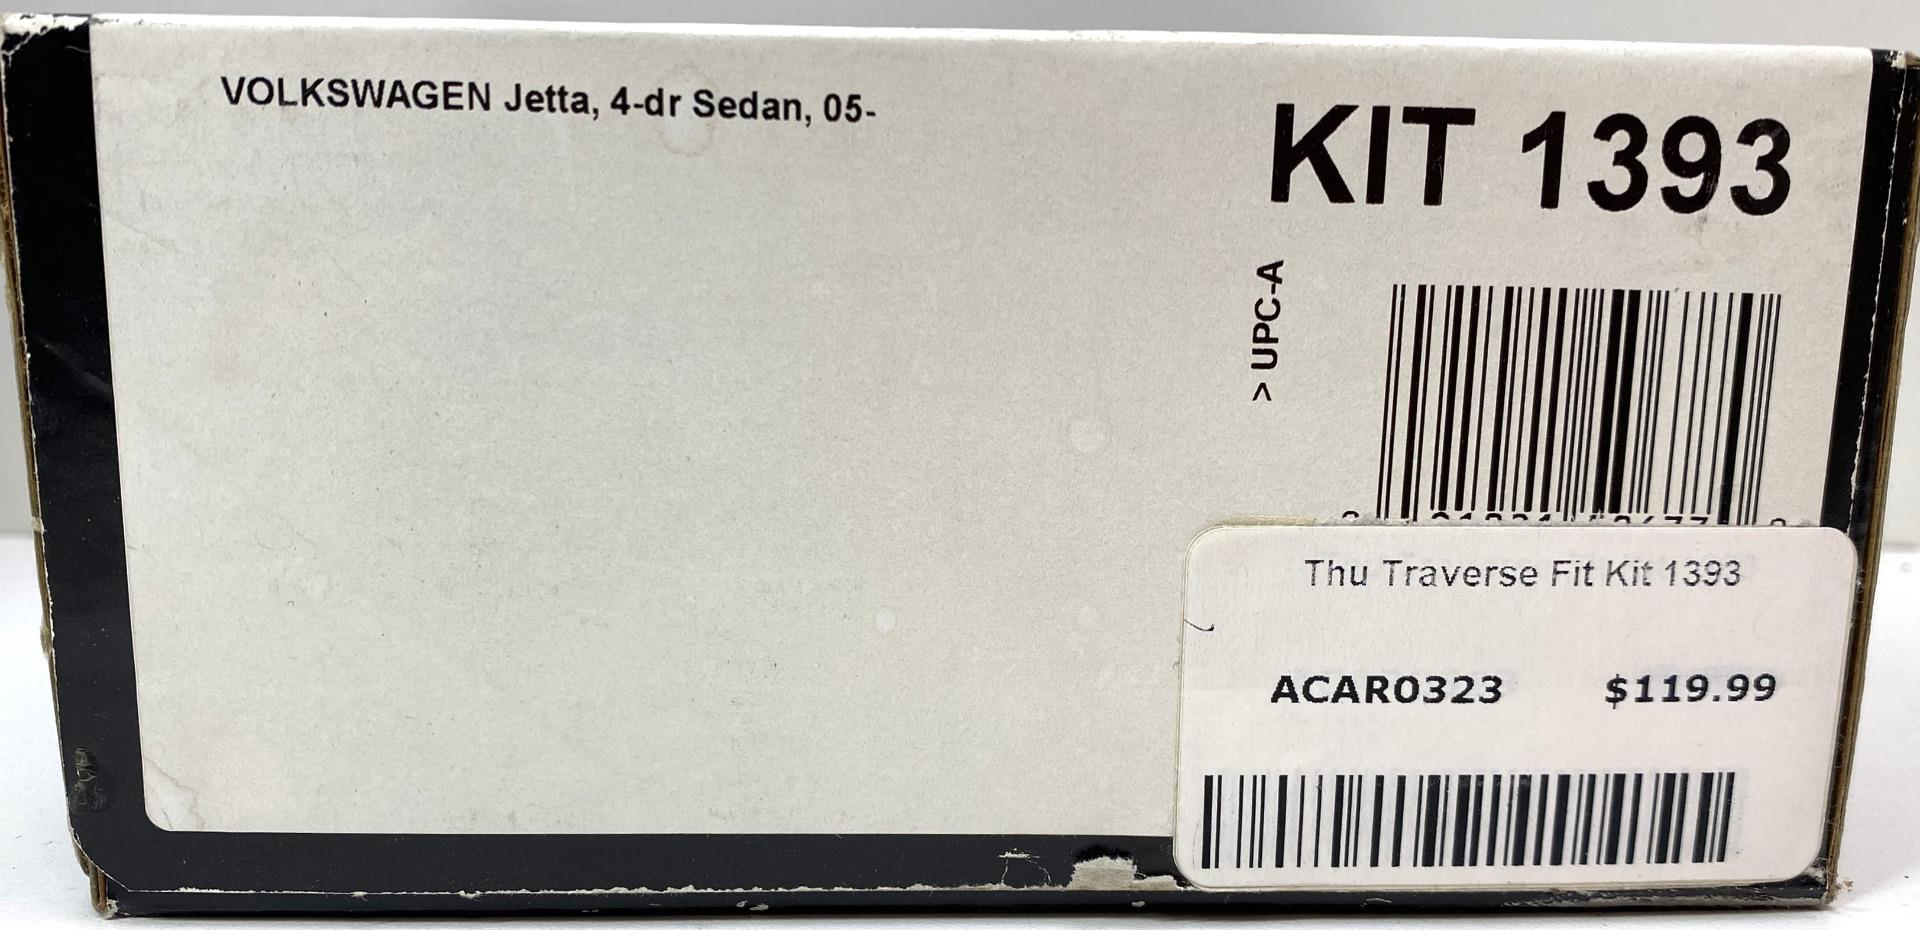 VOLKSWAGEN Jetta, 4-dr Sedan, 05-
KIT 1393
> UPC-A
Thu Traverse Fit Kit 1393
ACAR0323 $119.99